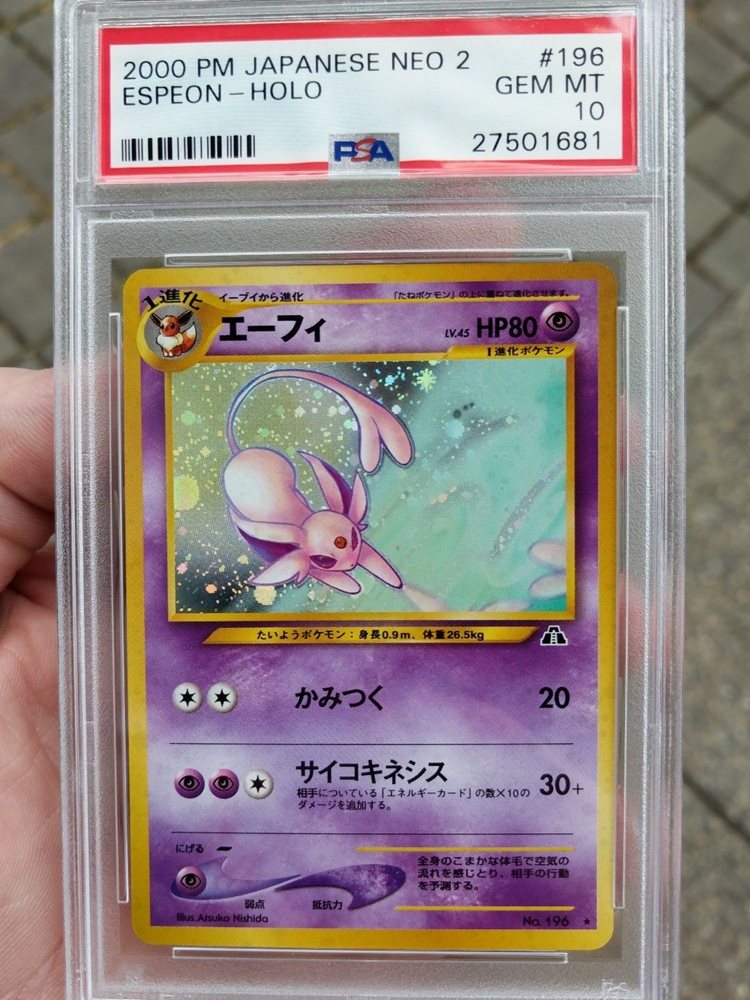 2000 PM JAPANESE NEO 2 #196
ESPEON - HOLO GEM MT
10
PSA 27501681
1進化 イーブイから進化 「たねポケモン」の上に重ねて進化させます。
エーフィ LV.45 HP80
1進化ポケモン
たいようポケモン：身長0.9m、体重26.5kg
かみつく 20
サイコキネシス 30+
相手についている「エネルギーカード」の数×10の
ダメージを追加する。
にげる
全身のこまかな体毛で空気の
流れを感じとり、相手の行動
を予測する。
弱点 抵抗力
Illus.Atsuko Nishida No. 196